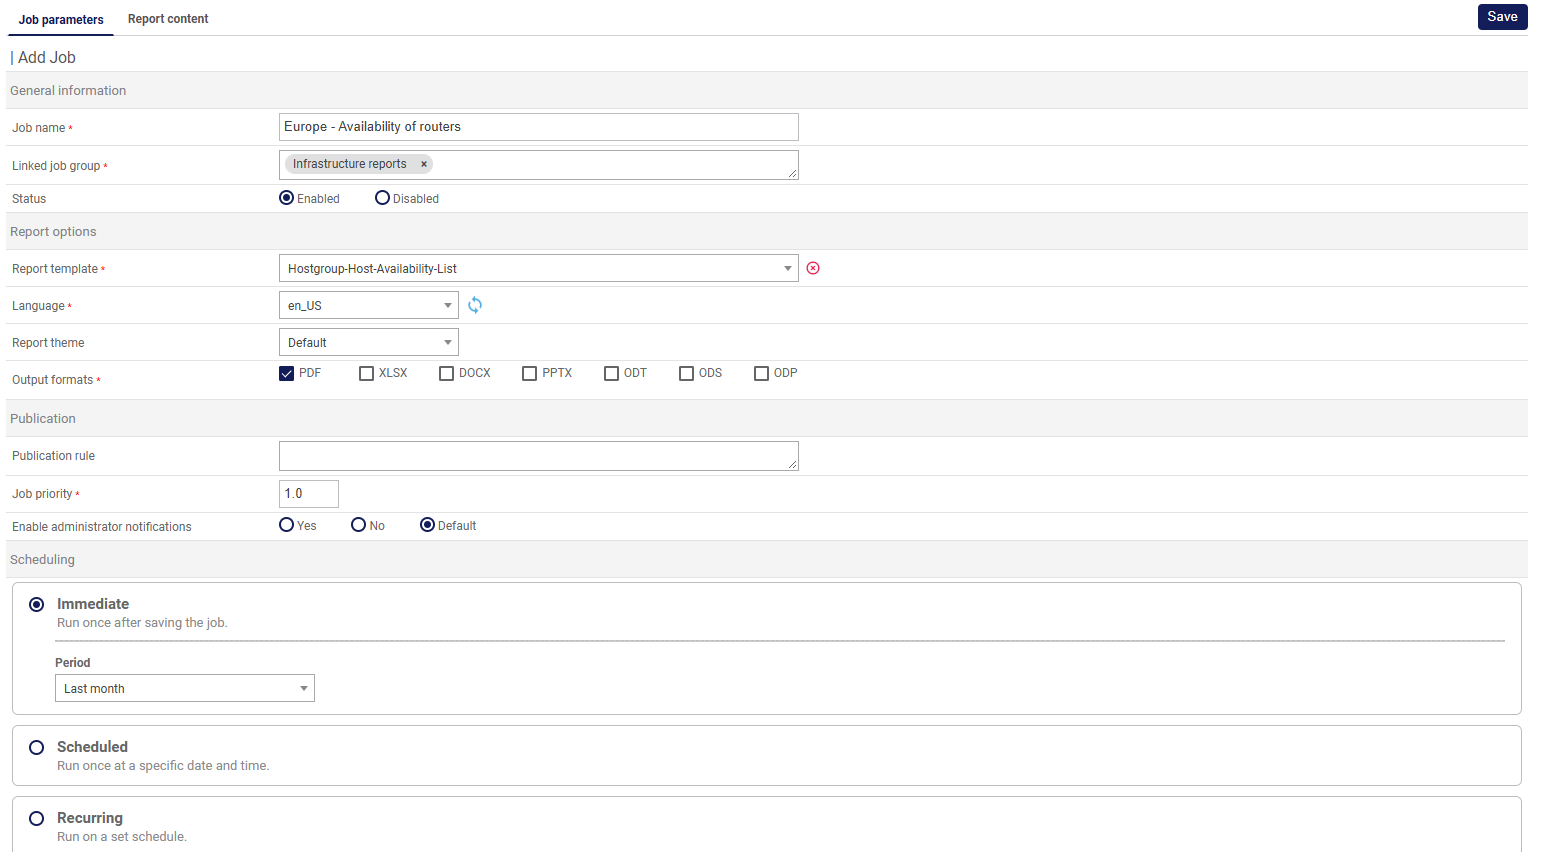 Job parameters Report content Save
Add Job
General information
Job name * Europe - Availability of routers
Linked job group * Infrastructure reports ×
Status Enabled Disabled
Report options
Report template * Hostgroup-Host-Availability-List
Language * en_US
Report theme Default
Output formats * PDF XLSX DOCX PPTX ODT ODS ODP
Publication
Publication rule
Job priority * 1.0
Enable administrator notifications Yes No Default
Scheduling
Immediate
Run once after saving the job.
Period
Last month
Scheduled
Run once at a specific date and time.
Recurring
Run on a set schedule.